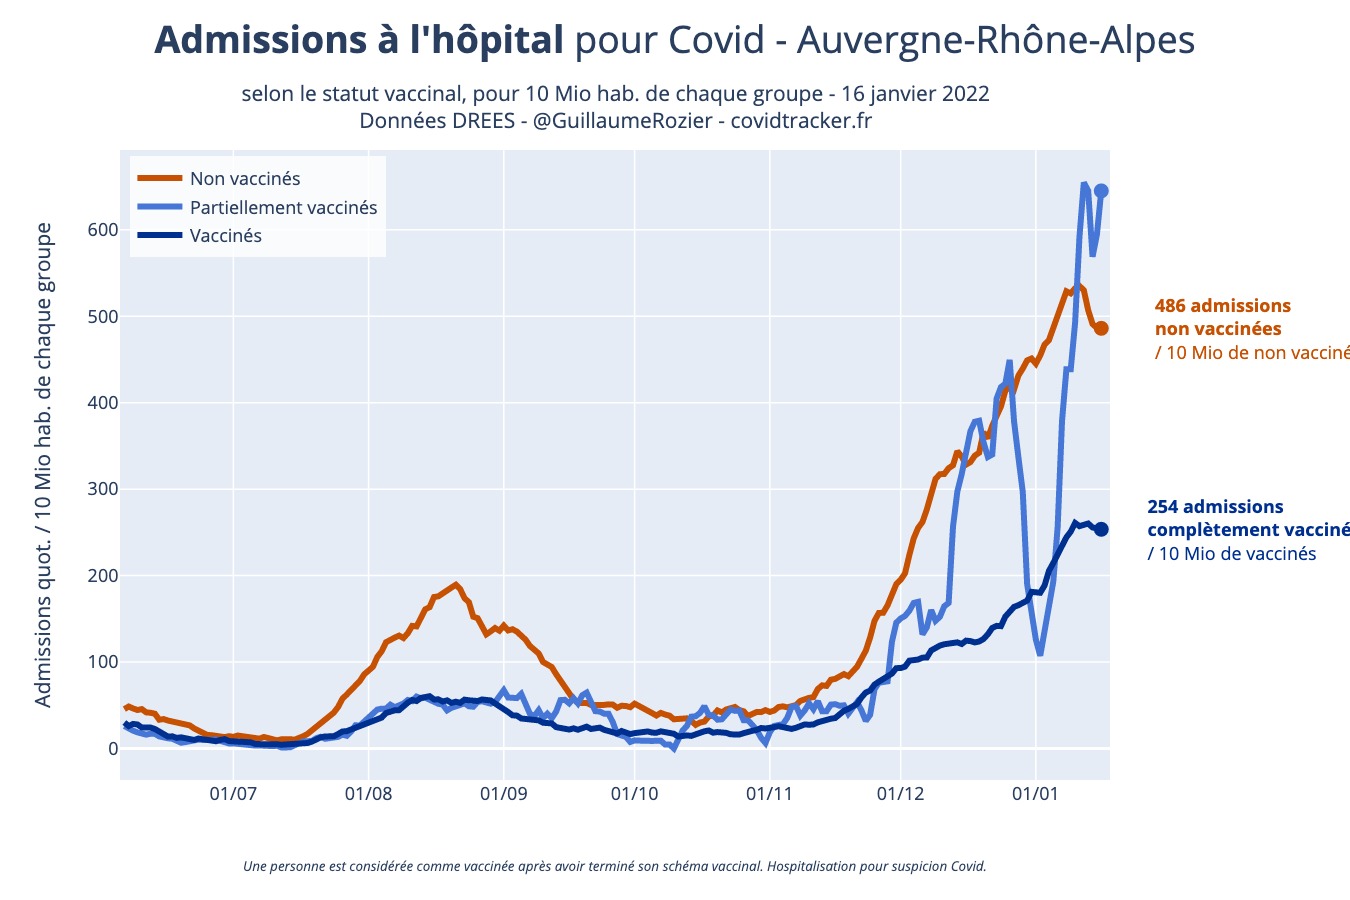 Admissions à l'hôpital pour Covid - Auvergne-Rhône-Alpes
selon le statut vaccinal, pour 10 Mio hab. de chaque groupe - 16 janvier 2022
Données DREES - @GuillaumeRozier - covidtracker.fr
Non vaccinés
Partiellement vaccinés
Vaccinés
Admissions quot. / 10 Mio hab. de chaque groupe
600
500
400
300
200
100
0
01/07
01/08
01/09
01/10
01/11
01/12
01/01
486 admissions
non vaccinées
/ 10 Mio de non vacciné
254 admissions
complètement vacciné
/ 10 Mio de vaccinés
Une personne est considérée comme vaccinée après avoir terminé son schéma vaccinal. Hospitalisation pour suspicion Covid.